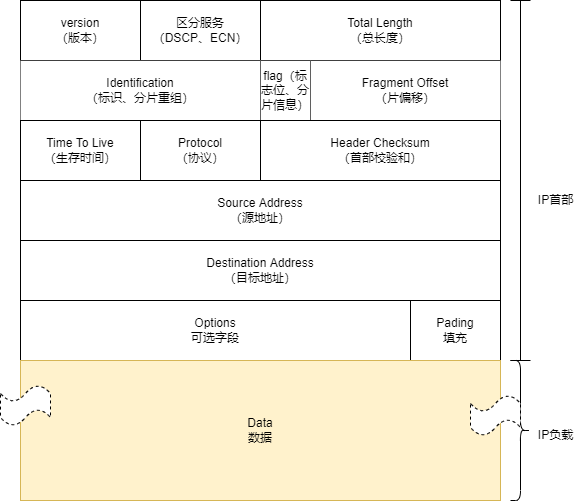 version
（版本）
区分服务
（DSCP、ECN）
Total Length
（总长度）
Identification
（标识、分片重组）
flag（标
志位、分
片信息）
Fragment Offset
（片偏移）
Time To Live
（生存时间）
Protocol
（协议）
Header Checksum
（首部校验和）
Source Address
（源地址）
Destination Address
（目标地址）
Options
可选字段
Pading
填充
IP首部
Data
数据
IP负载